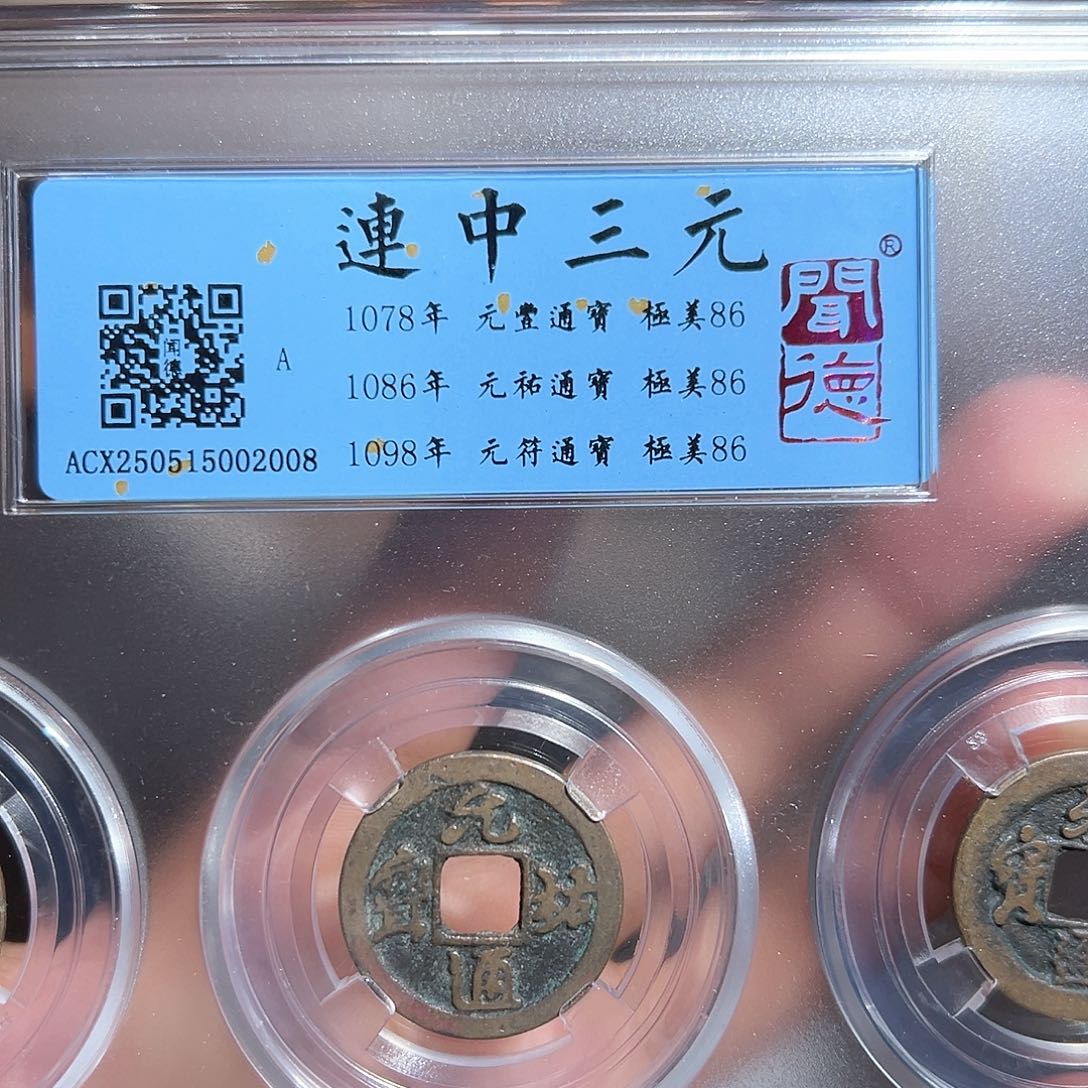 連中三元
®
聞德
闻德
A
1078年 元豐通寶 極美86
1086年 元祐通寶 極美86
1098年 元符通寶 極美86
ACX250515002008
元祐通寶